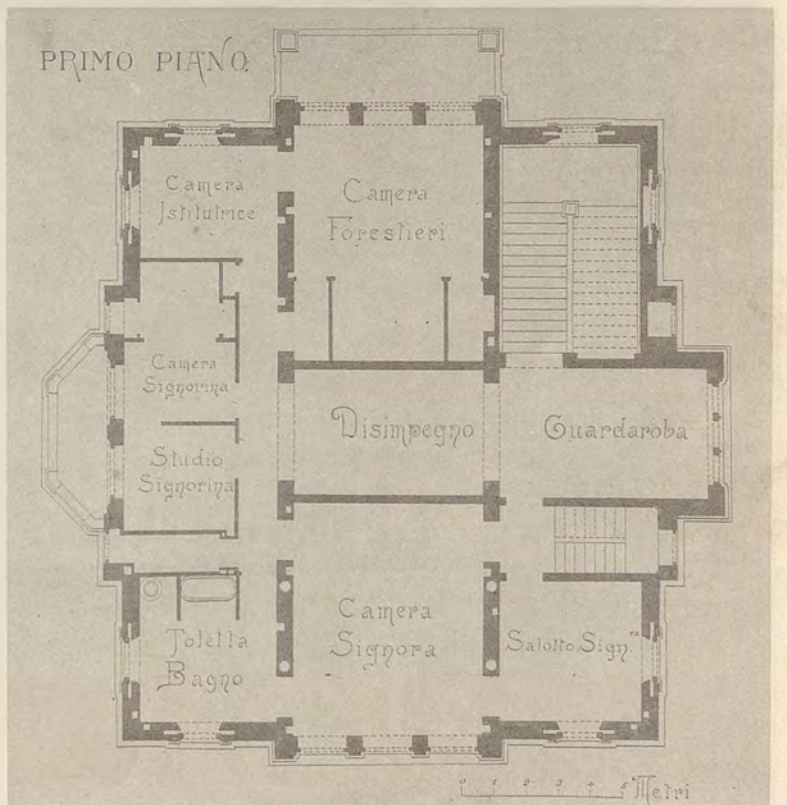 PRIMO PIANO.
Camera
Istitutrice
Camera
Forestieri
Camera
Signorina
Disimpegno
Guardaroba
Studio
Signorina
Camera
Signora
Toletta
Bagno
Salotto Sign.ra
0 1 2 3 4 5 Metri